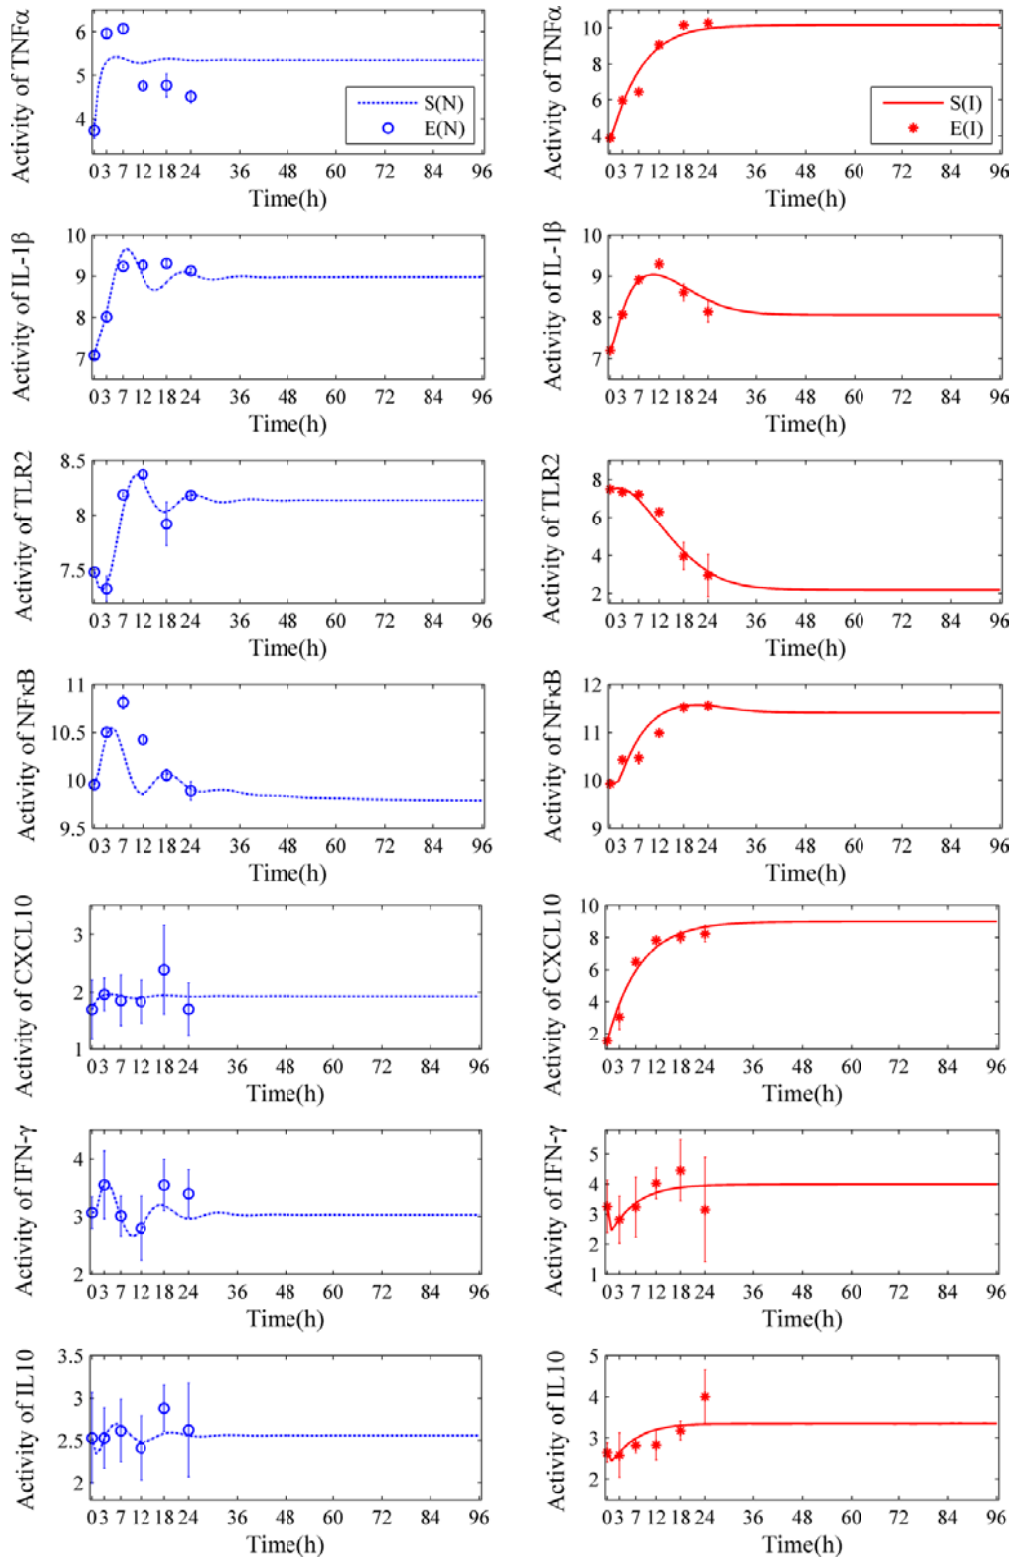 Activity of TNFα
6
5
4
0 3 7 12 18 24 36 48 60 72 84 96
Time(h)
S(N)
E(N)
Activity of TNFα
10
8
6
4
0 3 7 12 18 24 36 48 60 72 84 96
Time(h)
S(I)
E(I)
Activity of IL-1β
10
9
8
7
0 3 7 12 18 24 36 48 60 72 84 96
Time(h)
Activity of IL-1β
10
9
8
7
0 3 7 12 18 24 36 48 60 72 84 96
Time(h)
Activity of TLR2
8.5
8
7.5
0 3 7 12 18 24 36 48 60 72 84 96
Time(h)
Activity of TLR2
8
6
4
2
0 3 7 12 18 24 36 48 60 72 84 96
Time(h)
Activity of NFκB
11
10.5
10
9.5
0 3 7 12 18 24 36 48 60 72 84 96
Time(h)
Activity of NFκB
12
11
10
9
0 3 7 12 18 24 36 48 60 72 84 96
Time(h)
Activity of CXCL10
3
2
1
0 3 7 12 18 24 36 48 60 72 84 96
Time(h)
Activity of CXCL10
10
8
6
4
2
0 3 7 12 18 24 36 48 60 72 84 96
Time(h)
Activity of IFN-γ
4
3
2
0 3 7 12 18 24 36 48 60 72 84 96
Time(h)
Activity of IFN-γ
5
4
3
2
1
0 3 7 12 18 24 36 48 60 72 84 96
Time(h)
Activity of IL10
3.5
3
2.5
2
0 3 7 12 18 24 36 48 60 72 84 96
Time(h)
Activity of IL10
5
4
3
2
0 3 7 12 18 24 36 48 60 72 84 96
Time(h)